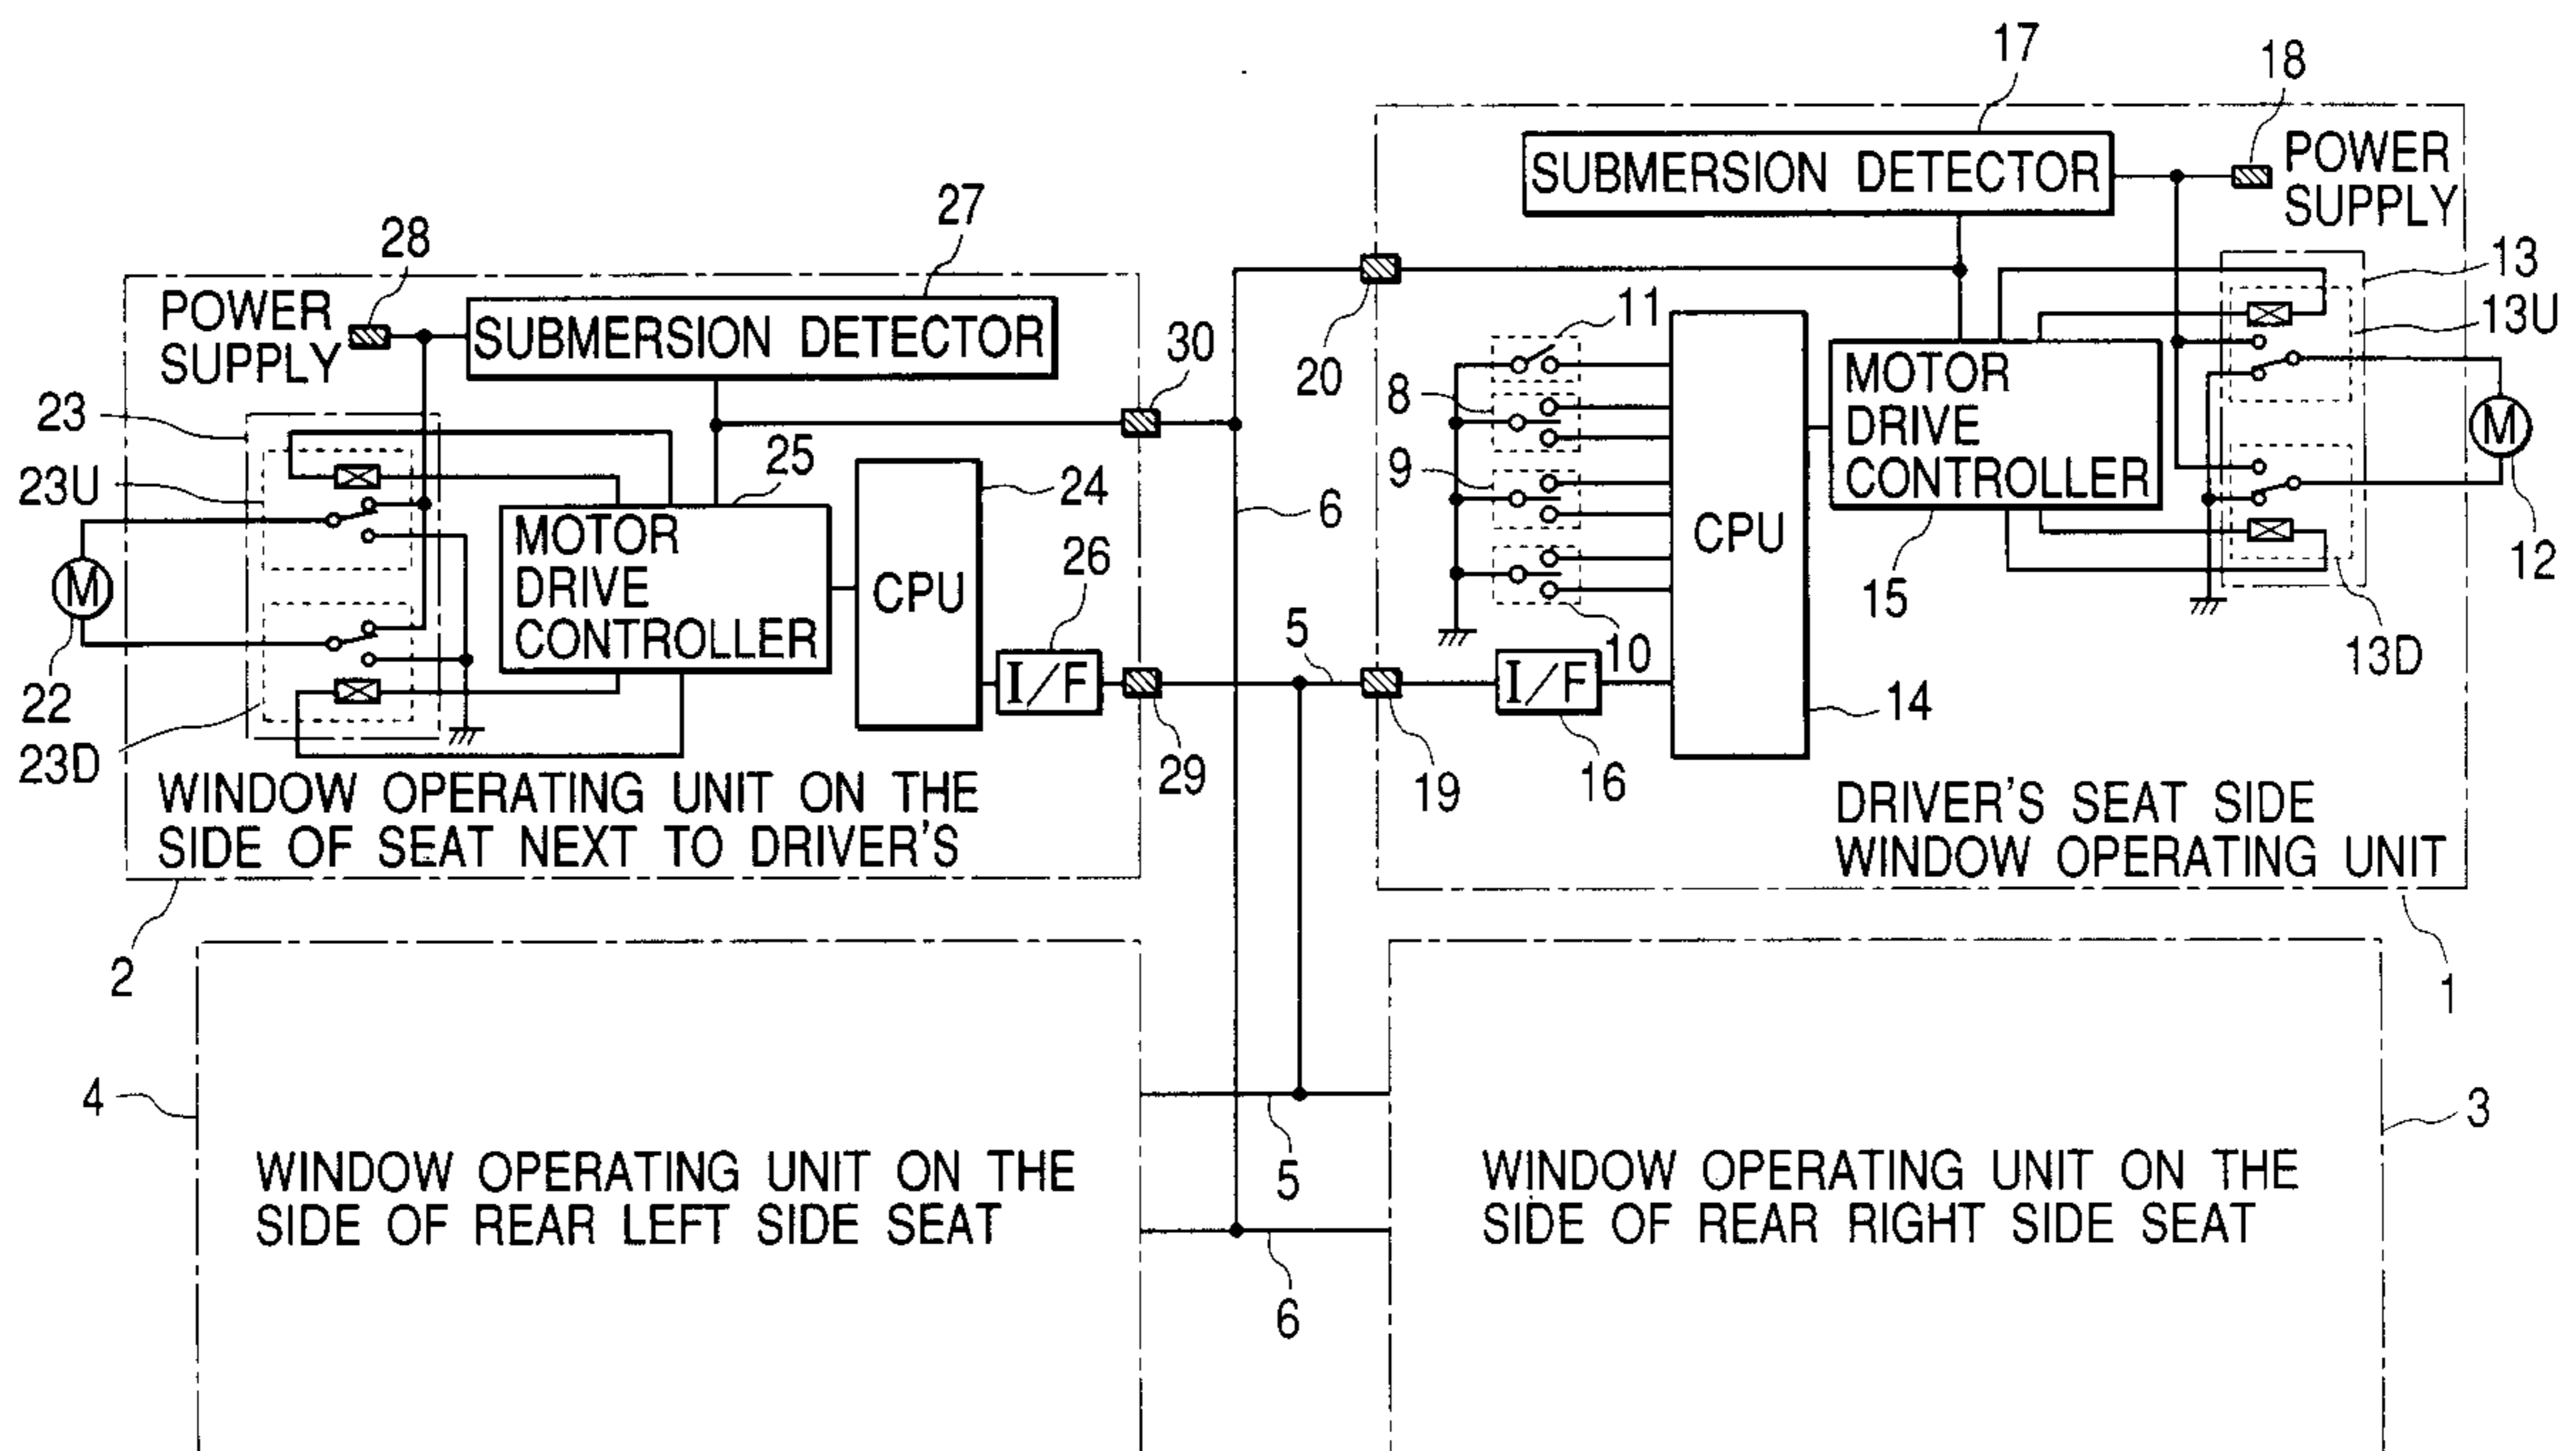 17
18
POWER
SUPPLY
SUBMERSION DETECTOR
27
28
13
POWER
SUPPLY
SUBMERSION DETECTOR
30
20
11
13U
MOTOR
DRIVE
CONTROLLER
8
23
25
9
M
23U
24
6
CPU
12
MOTOR
DRIVE
CONTROLLER
26
15
M
CPU
5
10
13D
22
I/F
I/F
14
23D
29
19
16
WINDOW OPERATING UNIT ON THE
SIDE OF SEAT NEXT TO DRIVER'S
DRIVER'S SEAT SIDE
WINDOW OPERATING UNIT
2
1
4
3
WINDOW OPERATING UNIT ON THE
SIDE OF REAR LEFT SIDE SEAT
5
WINDOW OPERATING UNIT ON THE
SIDE OF REAR RIGHT SIDE SEAT
6